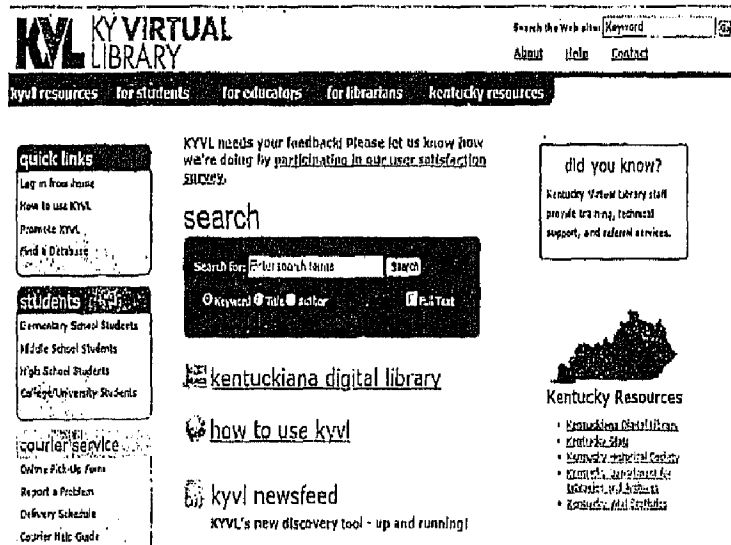 KYVL KY VIRTUAL LIBRARY
Search the Web site: Keyword
About Help Contact
kyvl resources for students for educators for librarians kentucky resources
quick links
Log in from home
How to use KYVL
Promote KYVL
Find a Database
students
Elementary School Students
Middle School Students
High School Students
College/University Students
courier service
Online Pick-Up Form
Report a Problem
Delivery Schedule
Courier Help Guide
KYVL needs your feedback! Please let us know how
we're doing by participating in our user satisfaction
survey.
search
Search for: Enter search terms Search
Keyword Title Author Full Text
kentuckiana digital library
how to use kyvl
kyvl newsfeed
KYVL's new discovery tool - up and running!
did you know?
Kentucky Virtual Library staff
provide training, technical
support, and referral services.
Kentucky Resources
Kentuckiana Digital Library
Kentucky Stats
Kentucky Historical Society
Kentucky Department for
Libraries and Archives
Kentucky Vital Statistics